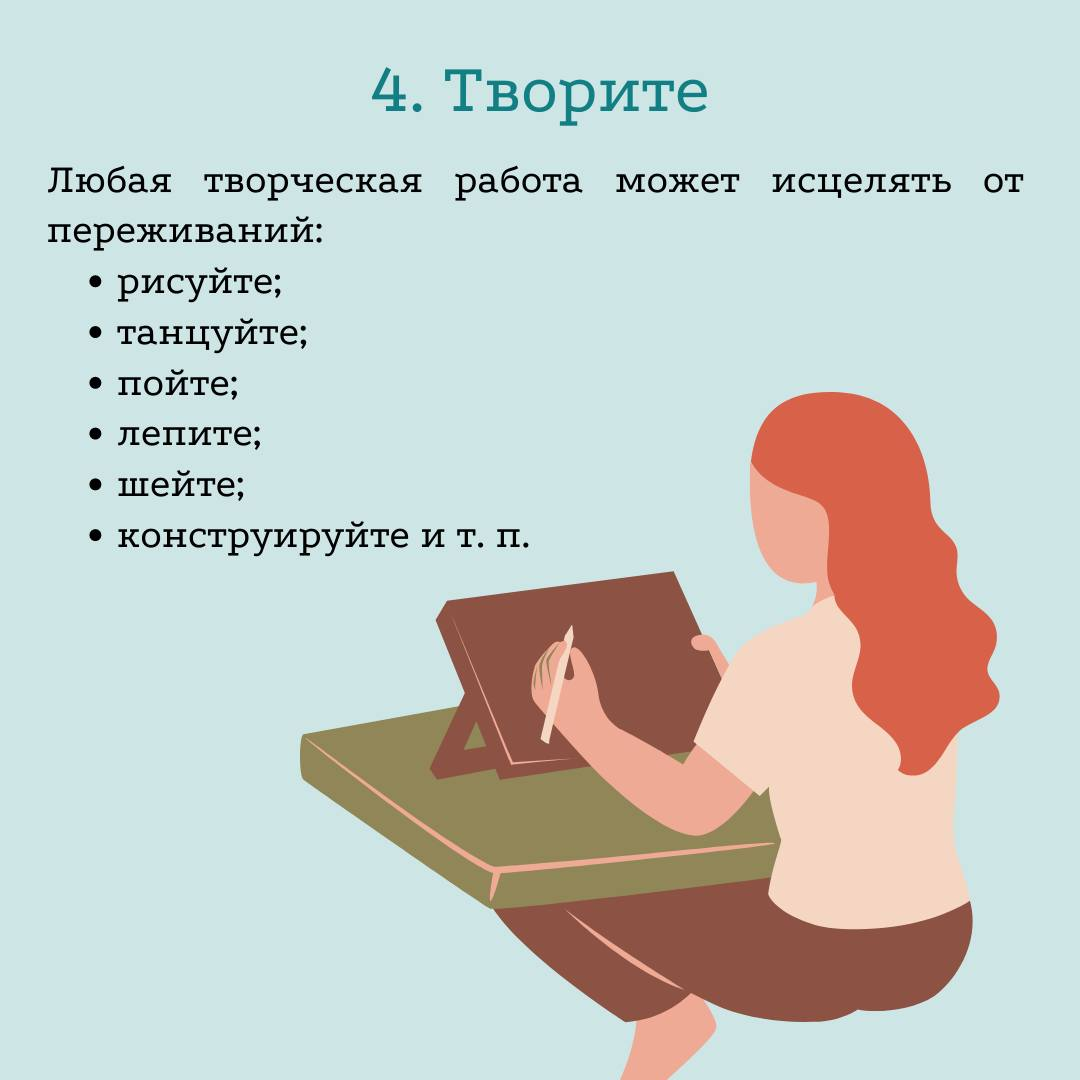 4. Творите
Любая творческая работа может исцелять от
переживаний:
• рисуйте;
• танцуйте;
• пойте;
• лепите;
• шейте;
• конструируйте и т. п.